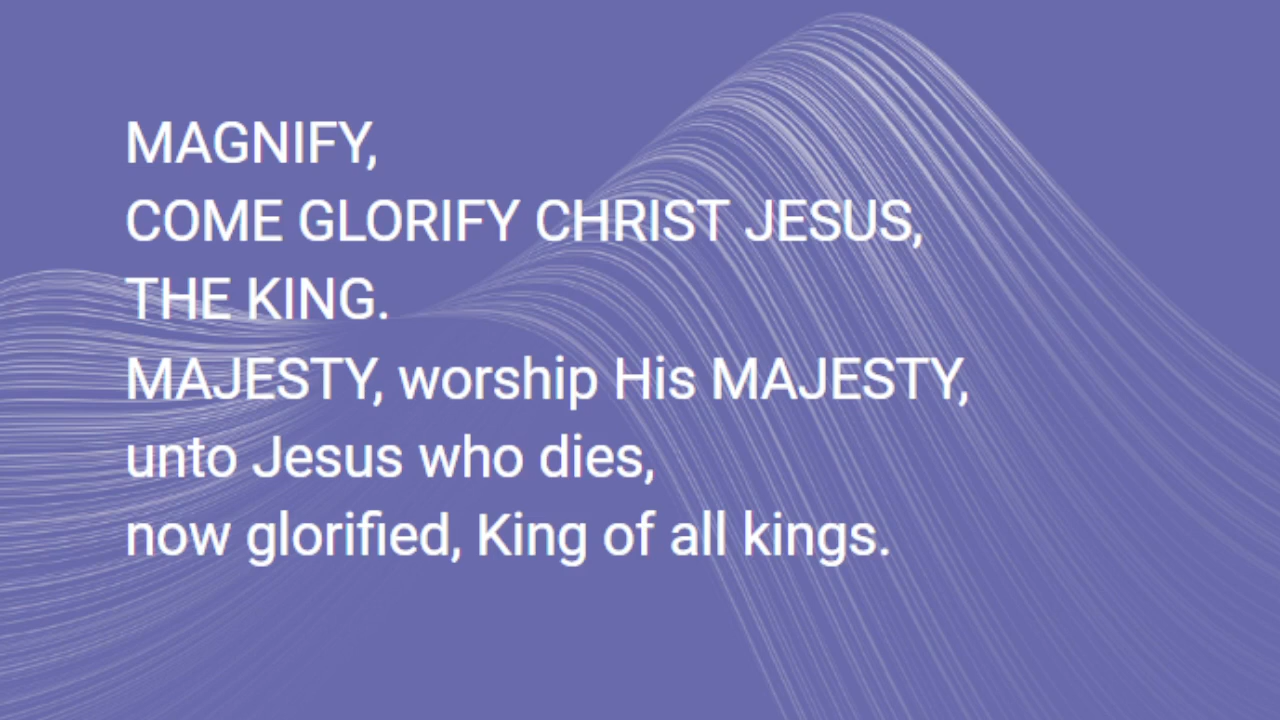 MAGNIFY,
COME GLORIFY CHRIST JESUS,
THE KING.
MAJESTY, worship His MAJESTY,
unto Jesus who dies,
now glorified, King of all kings.